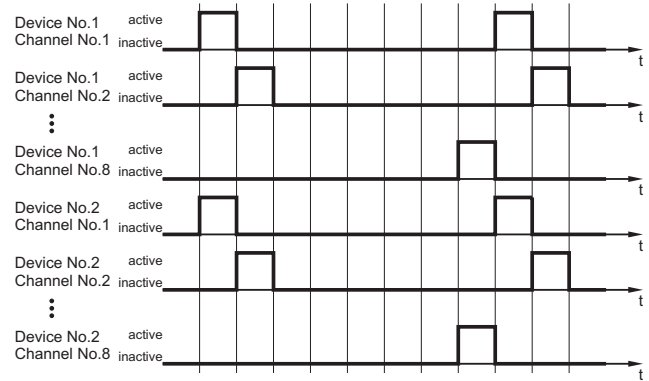 Device No.1 active
Channel No.1 inactive
t
Device No.1 active
Channel No.2 inactive
t
Device No.1 active
Channel No.8 inactive
t
Device No.2 active
Channel No.1 inactive
t
Device No.2 active
Channel No.2 inactive
t
Device No.2 active
Channel No.8 inactive
t